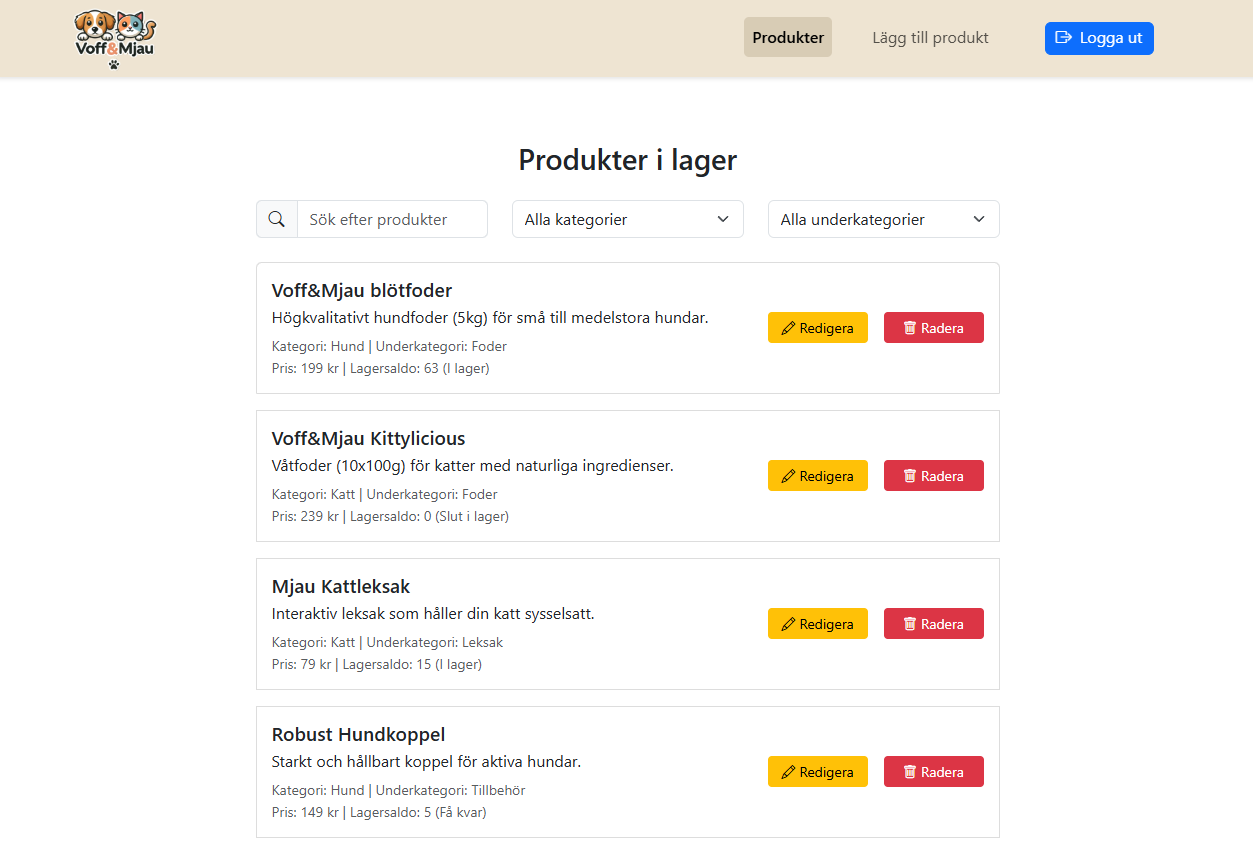 Voff&Mjau
Produkter
Lägg till produkt
Logga ut
Produkter i lager
Sök efter produkter
Alla kategorier
Alla underkategorier
Voff&Mjau blötfoder
Högkvalitativt hundfoder (5kg) för små till medelstora hundar.
Kategori: Hund | Underkategori: Foder
Pris: 199 kr | Lagersaldo: 63 (I lager)
Redigera
Radera
Voff&Mjau Kittylicious
Våtfoder (10x100g) för katter med naturliga ingredienser.
Kategori: Katt | Underkategori: Foder
Pris: 239 kr | Lagersaldo: 0 (Slut i lager)
Redigera
Radera
Mjau Kattleksak
Interaktiv leksak som håller din katt sysselsatt.
Kategori: Katt | Underkategori: Leksak
Pris: 79 kr | Lagersaldo: 15 (I lager)
Redigera
Radera
Robust Hundkoppel
Starkt och hållbart koppel för aktiva hundar.
Kategori: Hund | Underkategori: Tillbehör
Pris: 149 kr | Lagersaldo: 5 (Få kvar)
Redigera
Radera